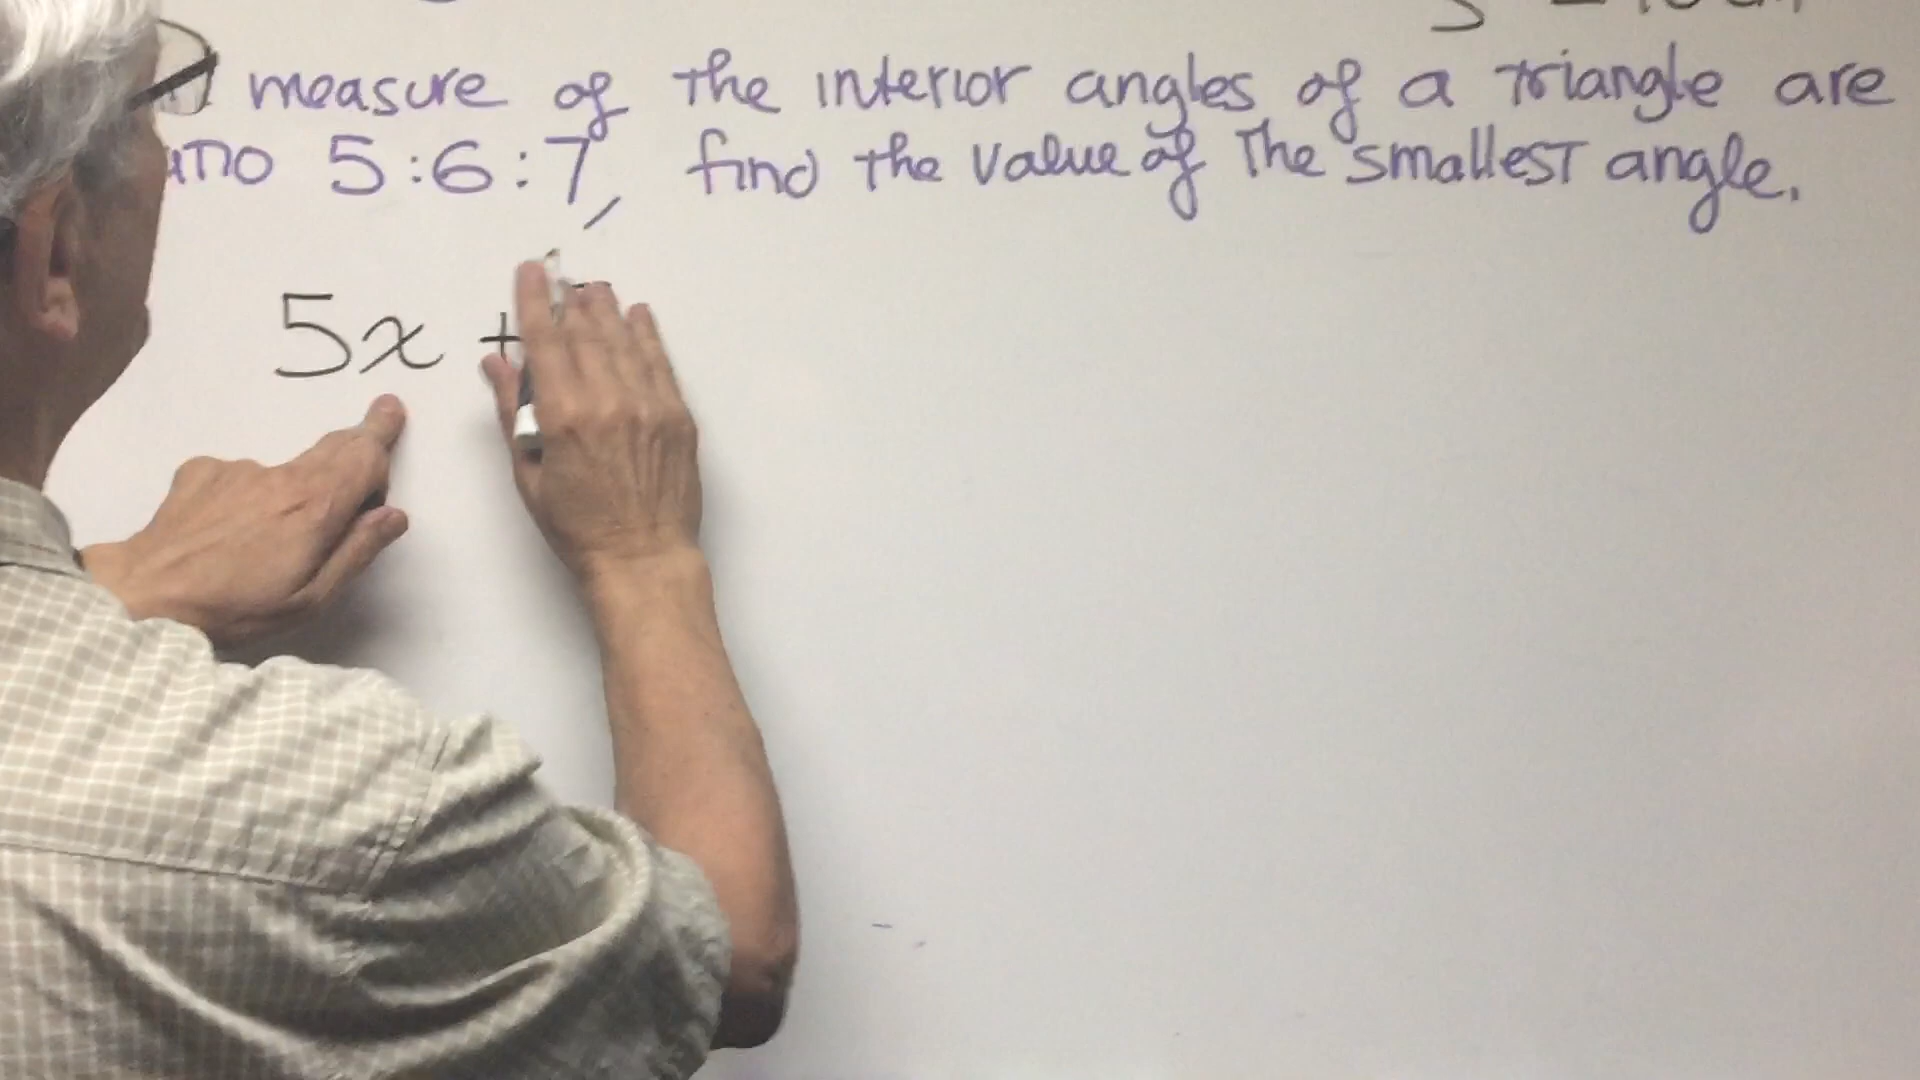 measure of the interior angles of a triangle are
5:6:7, find the value of the smallest angle.
5x +